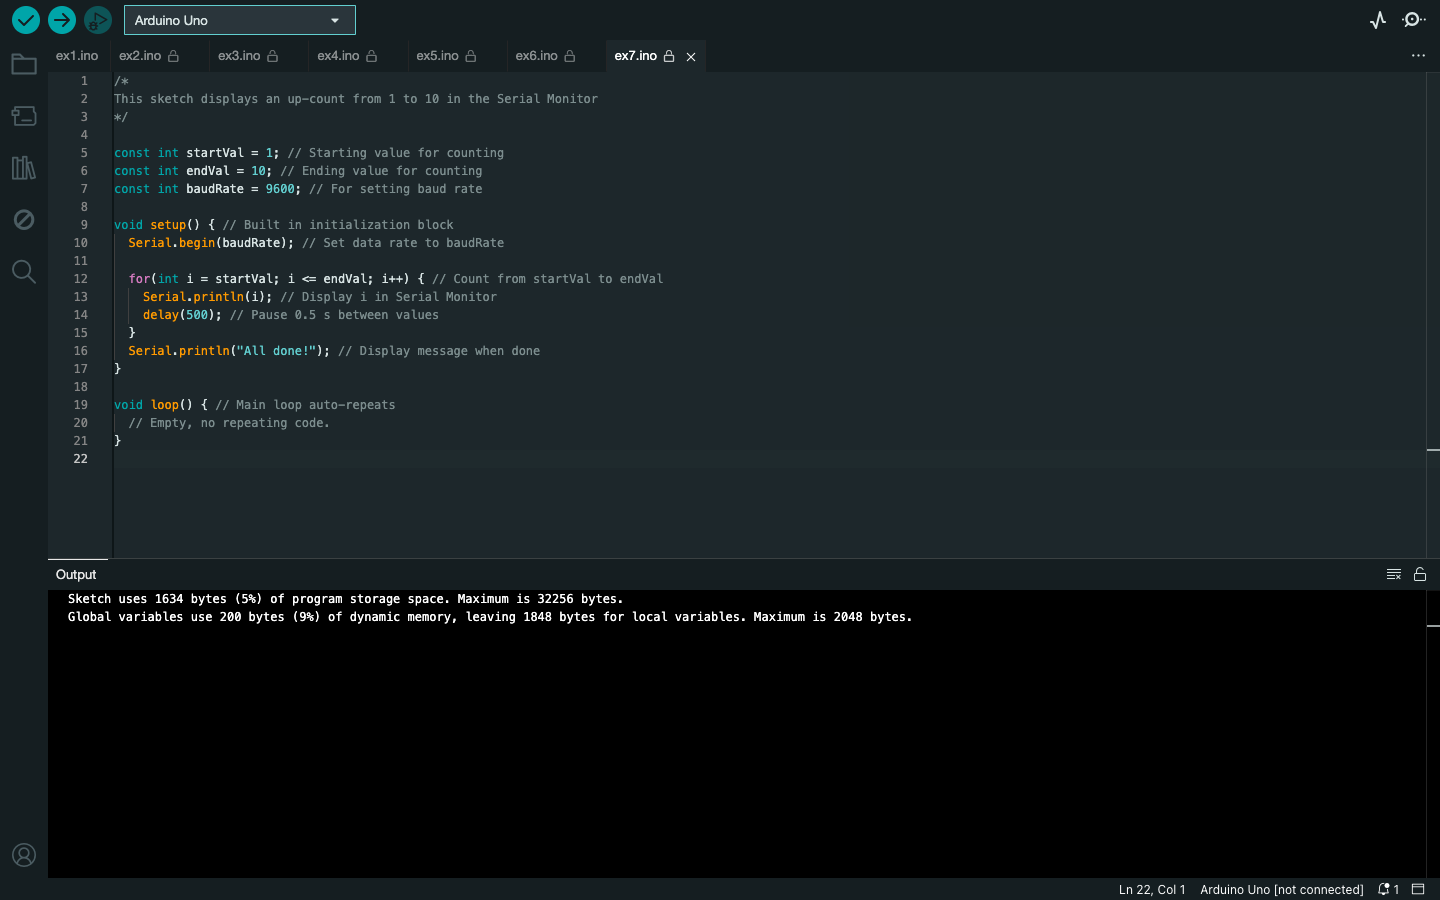 Arduino Uno
ex1.ino ex2.ino ex3.ino ex4.ino ex5.ino ex6.ino ex7.ino
1 /*
2 This sketch displays an up-count from 1 to 10 in the Serial Monitor
3 */
4
5 const int startVal = 1; // Starting value for counting
6 const int endVal = 10; // Ending value for counting
7 const int baudRate = 9600; // For setting baud rate
8
9 void setup() { // Built in initialization block
10 Serial.begin(baudRate); // Set data rate to baudRate
11
12 for(int i = startVal; i <= endVal; i++) { // Count from startVal to endVal
13 Serial.println(i); // Display i in Serial Monitor
14 delay(500); // Pause 0.5 s between values
15 }
16 Serial.println("All done!"); // Display message when done
17 }
18
19 void loop() { // Main loop auto-repeats
20 // Empty, no repeating code.
21 }
22
Output
Sketch uses 1634 bytes (5%) of program storage space. Maximum is 32256 bytes.
Global variables use 200 bytes (9%) of dynamic memory, leaving 1848 bytes for local variables. Maximum is 2048 bytes.
Ln 22, Col 1 Arduino Uno [not connected] 1